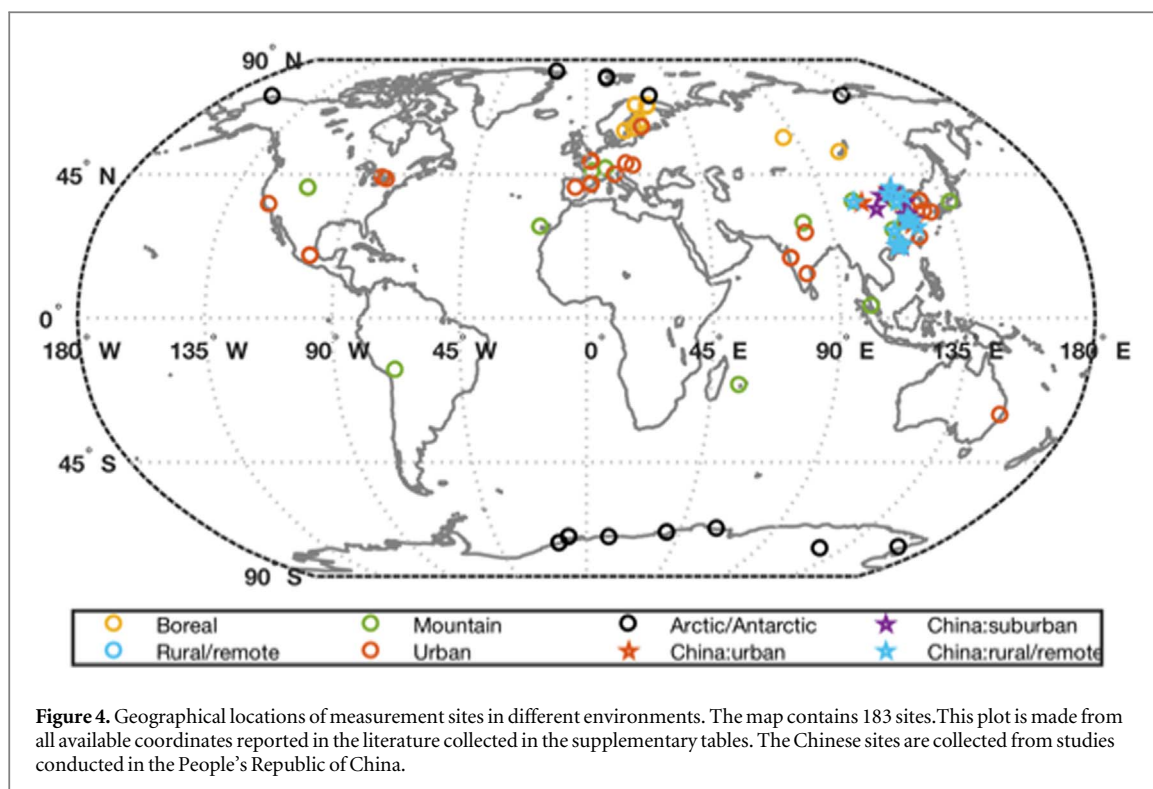 90° N
45° N
0°
180° W 135° W 90° W 45° W 0° 45° E 90° E 135° E 180° E
45° S
90° S
Boreal Mountain Arctic/Antarctic China:suburban
Rural/remote Urban China:urban China:rural/remote
Figure 4. Geographical locations of measurement sites in different environments. The map contains 183 sites.This plot is made from
all available coordinates reported in the literature collected in the supplementary tables. The Chinese sites are collected from studies
conducted in the People's Republic of China.